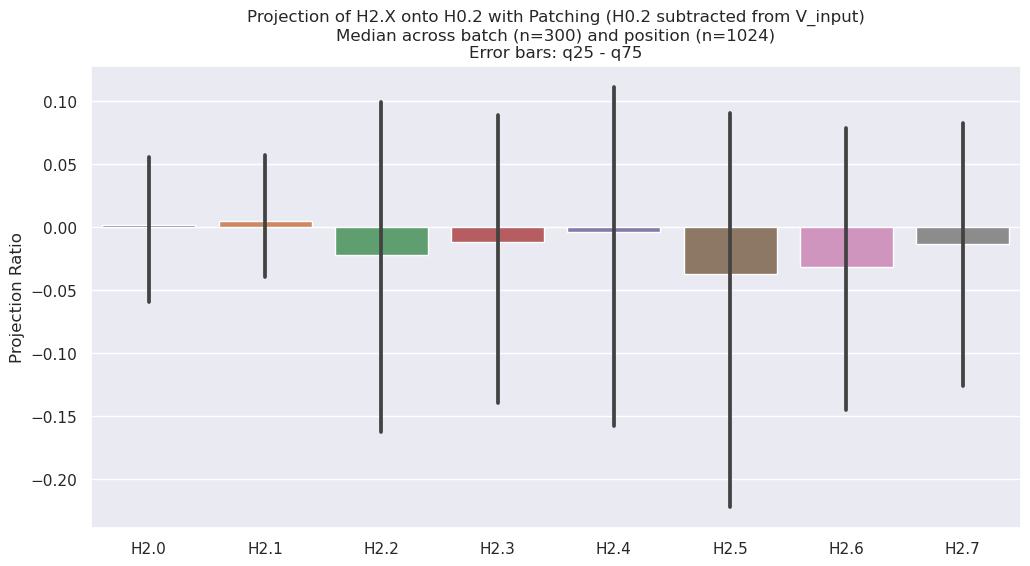 Projection of H2.X onto H0.2 with Patching (H0.2 subtracted from V_input)
Median across batch (n=300) and position (n=1024)
Error bars: q25 - q75
Projection Ratio
0.10
0.05
0.00
−0.05
−0.10
−0.15
−0.20
H2.0 H2.1 H2.2 H2.3 H2.4 H2.5 H2.6 H2.7